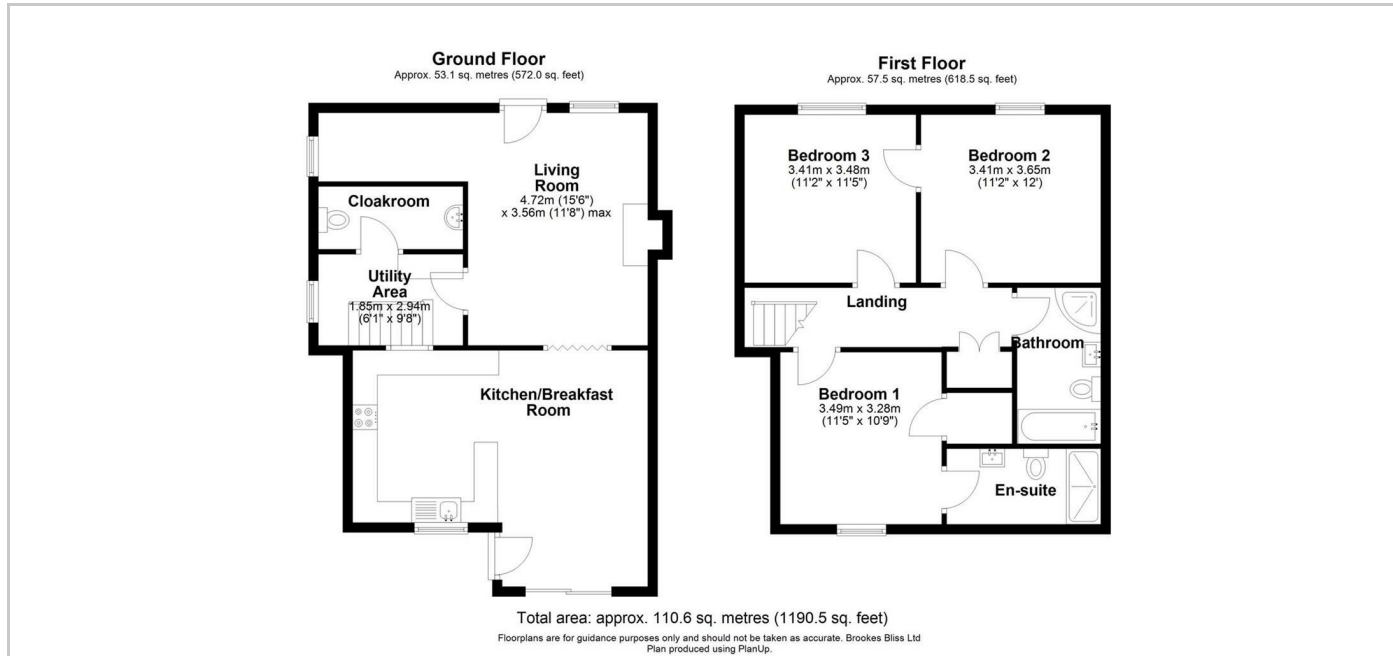 Ground Floor
Approx. 53.1 sq. metres (572.0 sq. feet)
Living
Room
4.72m (15'6")
x 3.56m (11'8") max
Cloakroom
Utility
Area
1.85m x 2.94m
(6'1" x 9'8")
Kitchen/Breakfast
Room
First Floor
Approx. 57.5 sq. metres (618.5 sq. feet)
Bedroom 3
3.41m x 3.48m
(11'2" x 11'5")
Bedroom 2
3.41m x 3.65m
(11'2" x 12')
Landing
Bathroom
Bedroom 1
3.49m x 3.28m
(11'5" x 10'9")
En-suite
Total area: approx. 110.6 sq. metres (1190.5 sq. feet)
Floorplans are for guidance purposes only and should not be taken as accurate. Brookes Bliss Ltd
Plan produced using PlanUp.